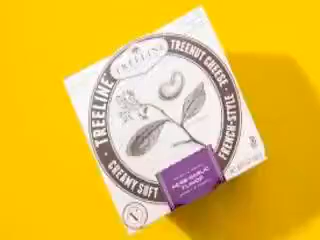 TREELINE
TREELINE
TREENUT CHEESE
FRENCH-STYLE
CREAMY SOFT
HERB-GARLIC
FLAVOR